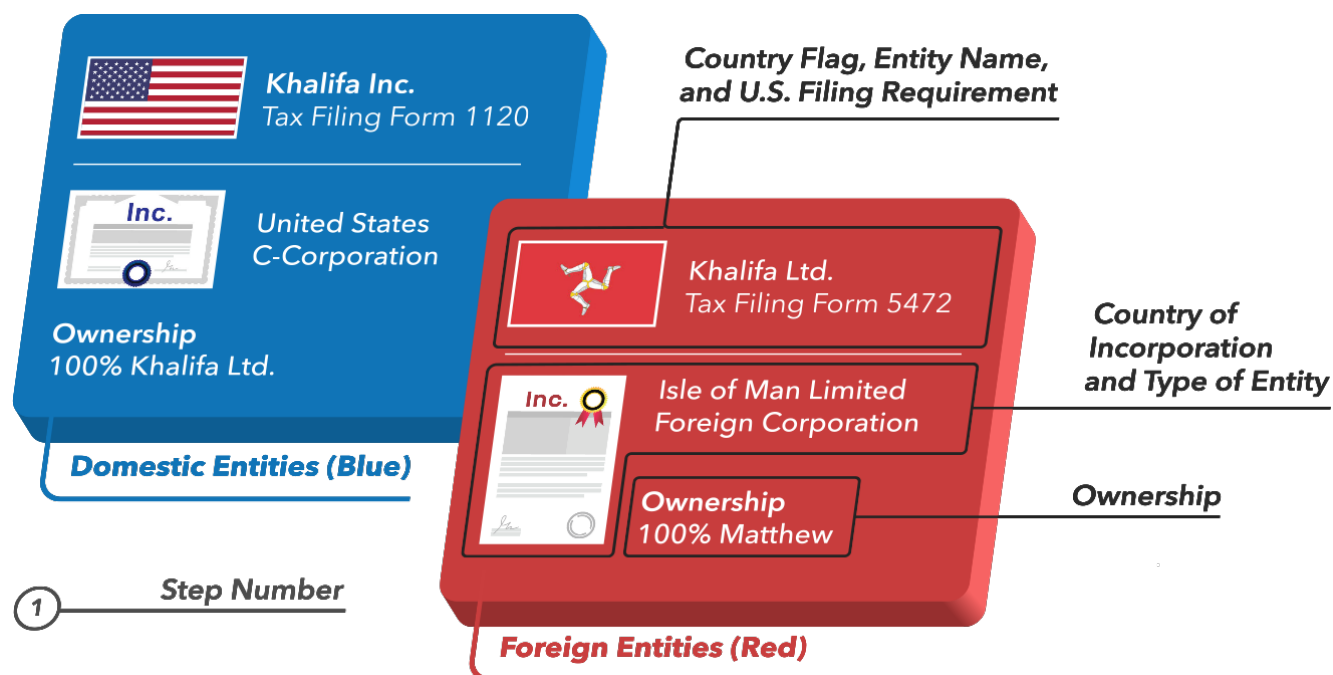 Khalifa Inc.
Tax Filing Form 1120
Inc.
United States
C-Corporation
Ownership
100% Khalifa Ltd.
Domestic Entities (Blue)
Country Flag, Entity Name,
and U.S. Filing Requirement
Khalifa Ltd.
Tax Filing Form 5472
Inc.
Isle of Man Limited
Foreign Corporation
Ownership
100% Matthew
Country of
Incorporation
and Type of Entity
Ownership
1
Step Number
Foreign Entities (Red)